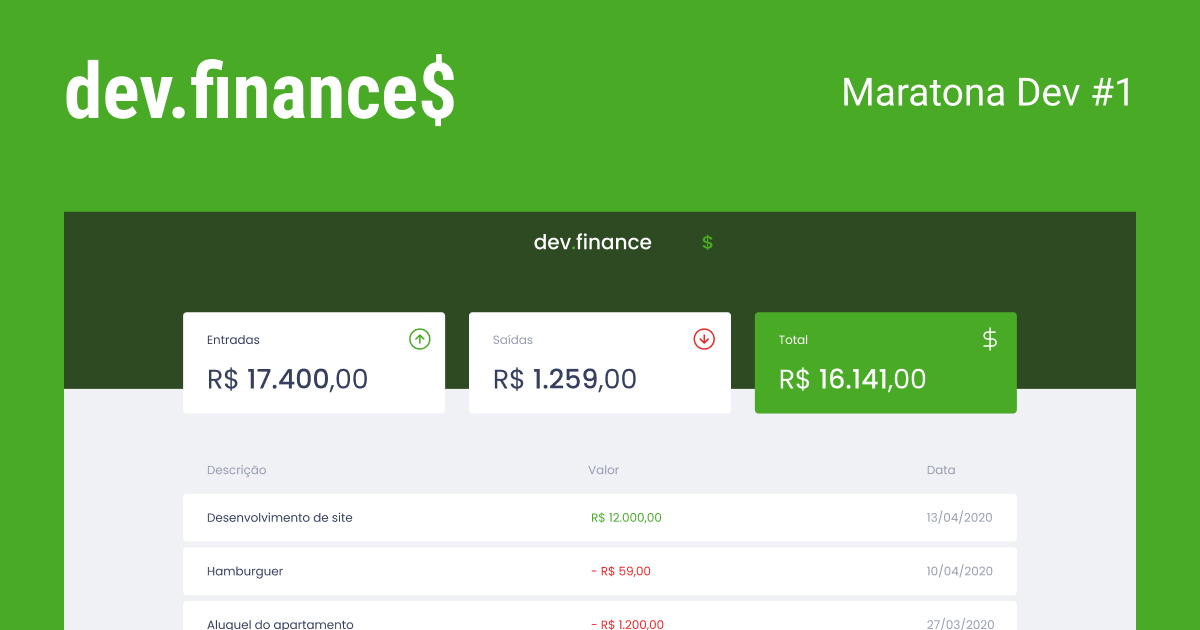 dev.finance$
Maratona Dev #1
dev.finance $
Entradas
R$ 17.400,00
Saídas
R$ 1.259,00
Total $
R$ 16.141,00
Descrição Valor Data
Desenvolvimento de site R$ 12.000,00 13/04/2020
Hamburguer - R$ 59,00 10/04/2020
Aluguel do apartamento - R$ 1.200,00 27/03/2020